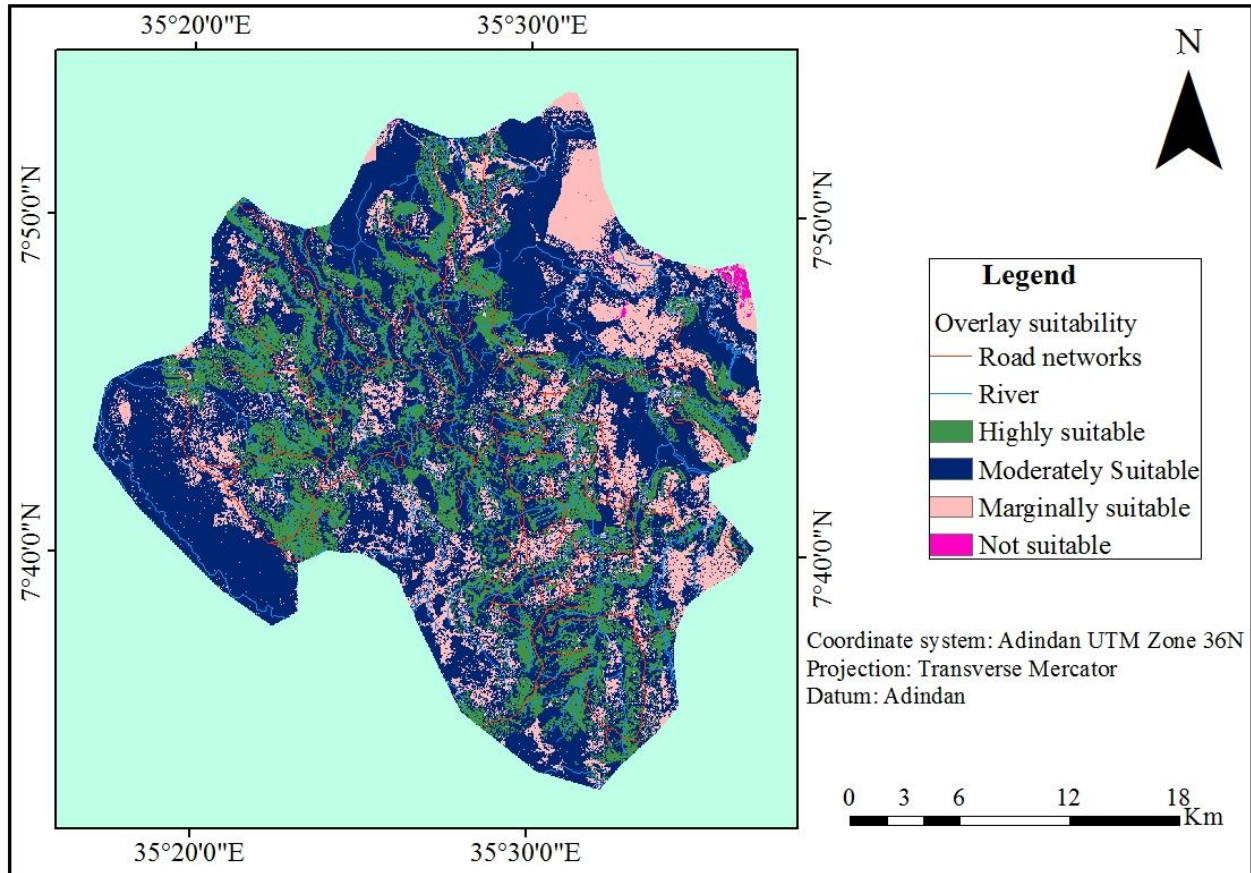 35°20'0"E 35°30'0"E
N
7°50'0"N
7°50'0"N
7°40'0"N
7°40'0"N
Legend
Overlay suitability
Road networks
River
Highly suitable
Moderately Suitable
Marginally suitable
Not suitable
Coordinate system: Adindan UTM Zone 36N
Projection: Transverse Mercator
Datum: Adindan
0 3 6 12 18
Km
35°20'0"E 35°30'0"E